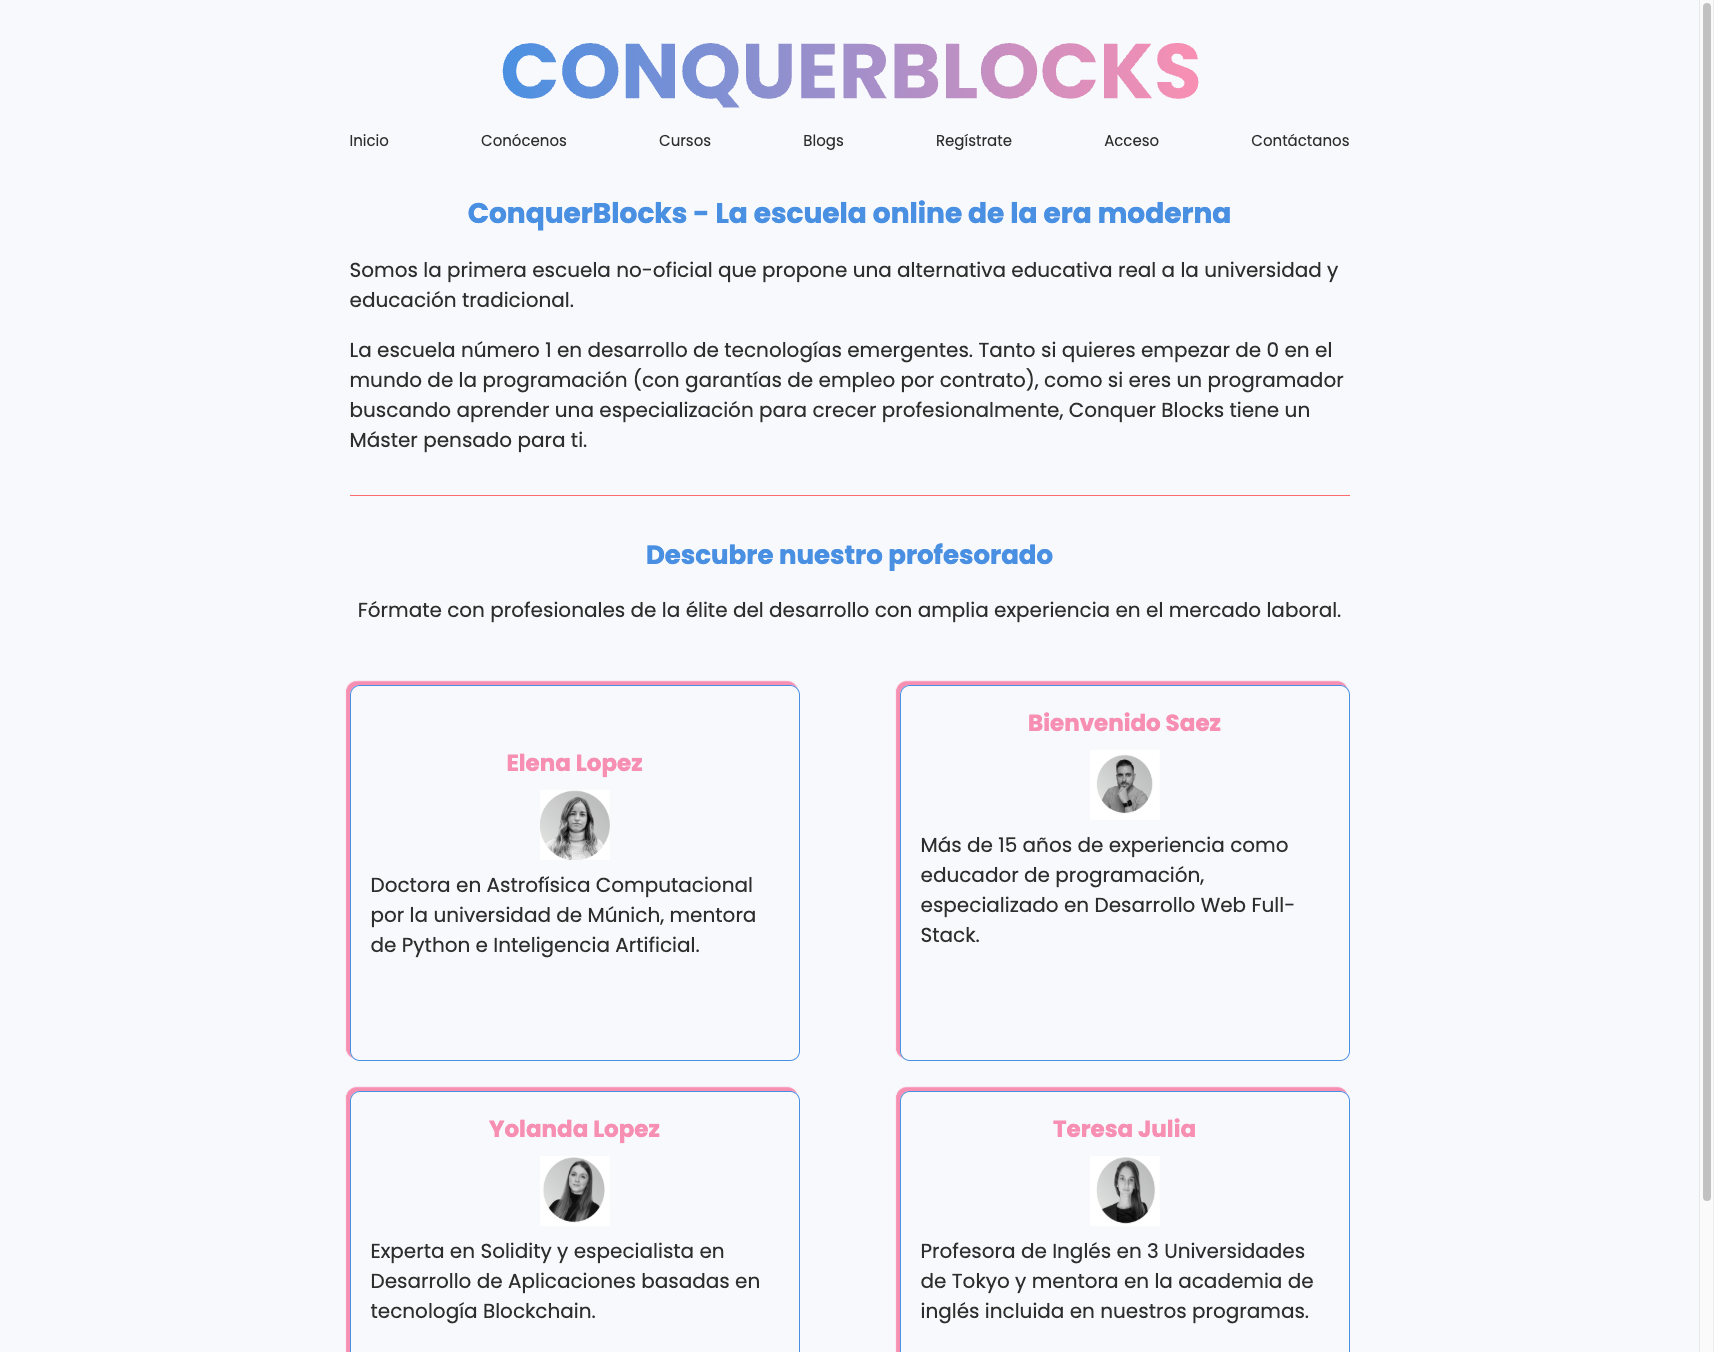 CONQUERBLOCKS
Inicio Conócenos Cursos Blogs Regístrate Acceso Contáctanos
ConquerBlocks - La escuela online de la era moderna
Somos la primera escuela no-oficial que propone una alternativa educativa real a la universidad y
educación tradicional.
La escuela número 1 en desarrollo de tecnologías emergentes. Tanto si quieres empezar de 0 en el
mundo de la programación (con garantías de empleo por contrato), como si eres un programador
buscando aprender una especialización para crecer profesionalmente, Conquer Blocks tiene un
Máster pensado para ti.
Descubre nuestro profesorado
Fórmate con profesionales de la élite del desarrollo con amplia experiencia en el mercado laboral.
Elena Lopez
Doctora en Astrofísica Computacional
por la universidad de Múnich, mentora
de Python e Inteligencia Artificial.
Bienvenido Saez
Más de 15 años de experiencia como
educador de programación,
especializado en Desarrollo Web Full-
Stack.
Yolanda Lopez
Experta en Solidity y especialista en
Desarrollo de Aplicaciones basadas en
tecnología Blockchain.
Teresa Julia
Profesora de Inglés en 3 Universidades
de Tokyo y mentora en la academia de
inglés incluida en nuestros programas.